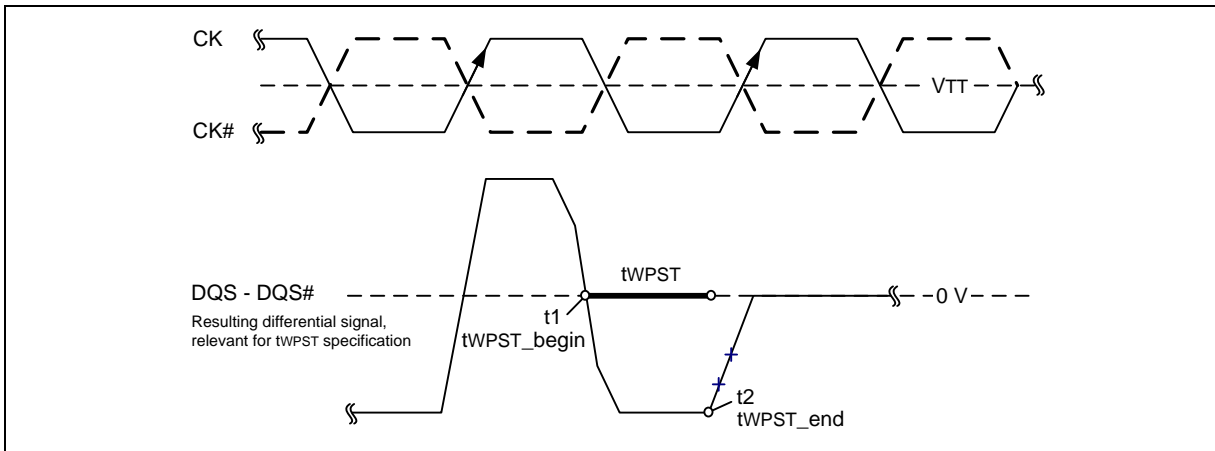 CK
VTT
CK#
tWPST
DQS - DQS#
0 V
Resulting differential signal,
relevant for tWPST specification
t1
tWPST_begin
t2
tWPST_end